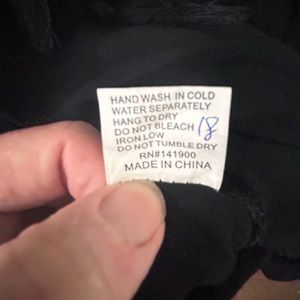 HAND WASH IN COLD
WATER SEPARATELY
HANG TO DRY
DO NOT BLEACH 18
IRON LOW
DO NOT TUMBLE DRY
RN#141900
MADE IN CHINA